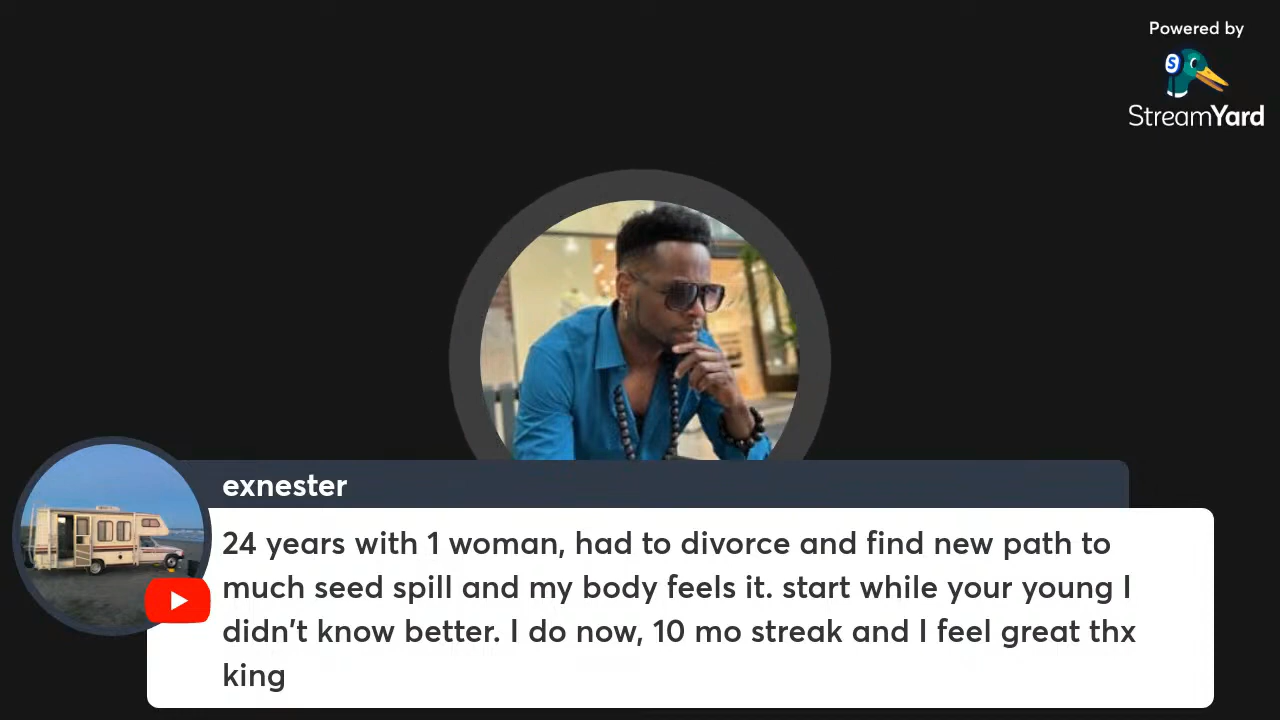 Powered by
S
StreamYard
exnester
24 years with 1 woman, had to divorce and find new path to
much seed spill and my body feels it. start while your young I
didn't know better. I do now, 10 mo streak and I feel great thx
king